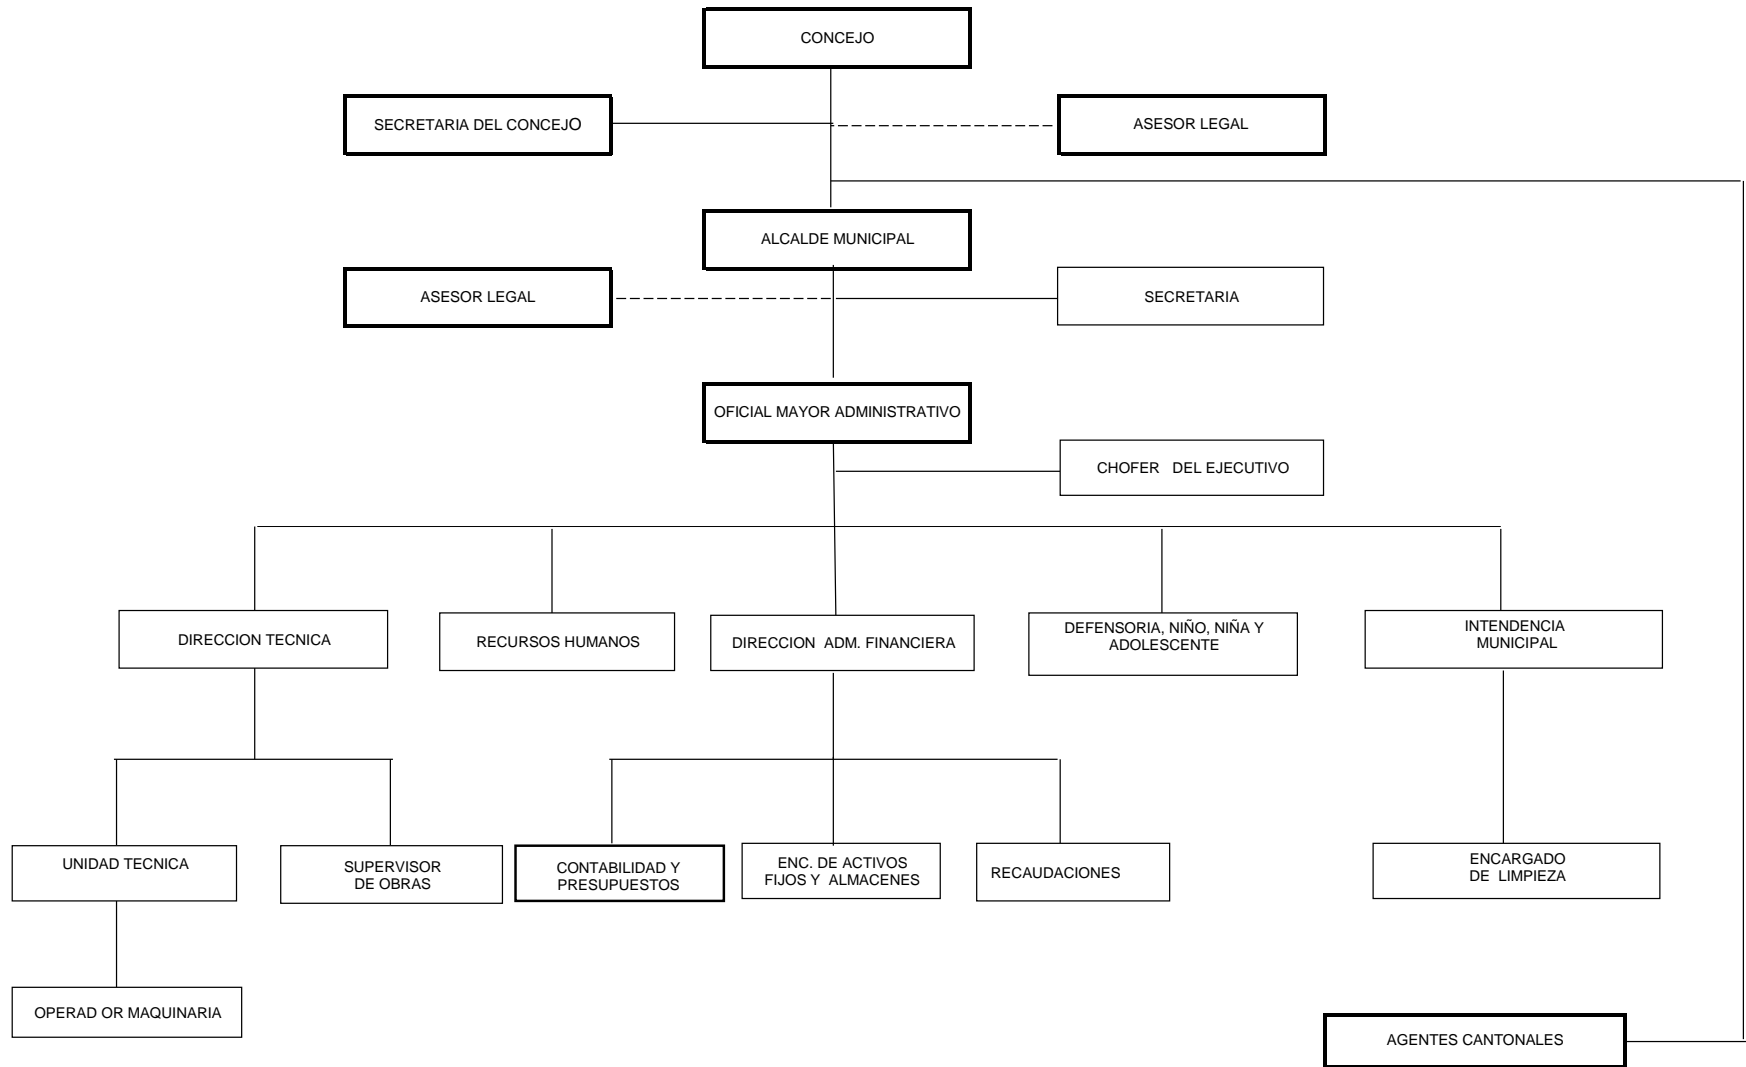 CONCEJO
SECRETARIA DEL CONCEJO
ASESOR LEGAL
ALCALDE MUNICIPAL
ASESOR LEGAL
SECRETARIA
OFICIAL MAYOR ADMINISTRATIVO
CHOFER DEL EJECUTIVO
DIRECCION TECNICA
RECURSOS HUMANOS
DIRECCION ADM. FINANCIERA
DEFENSORIA, NIÑO, NIÑA Y
ADOLESCENTE
INTENDENCIA
MUNICIPAL
UNIDAD TECNICA
SUPERVISOR
DE OBRAS
CONTABILIDAD Y
PRESUPUESTOS
ENC. DE ACTIVOS
FIJOS Y ALMACENES
RECAUDACIONES
ENCARGADO
DE LIMPIEZA
OPERAD OR MAQUINARIA
AGENTES CANTONALES